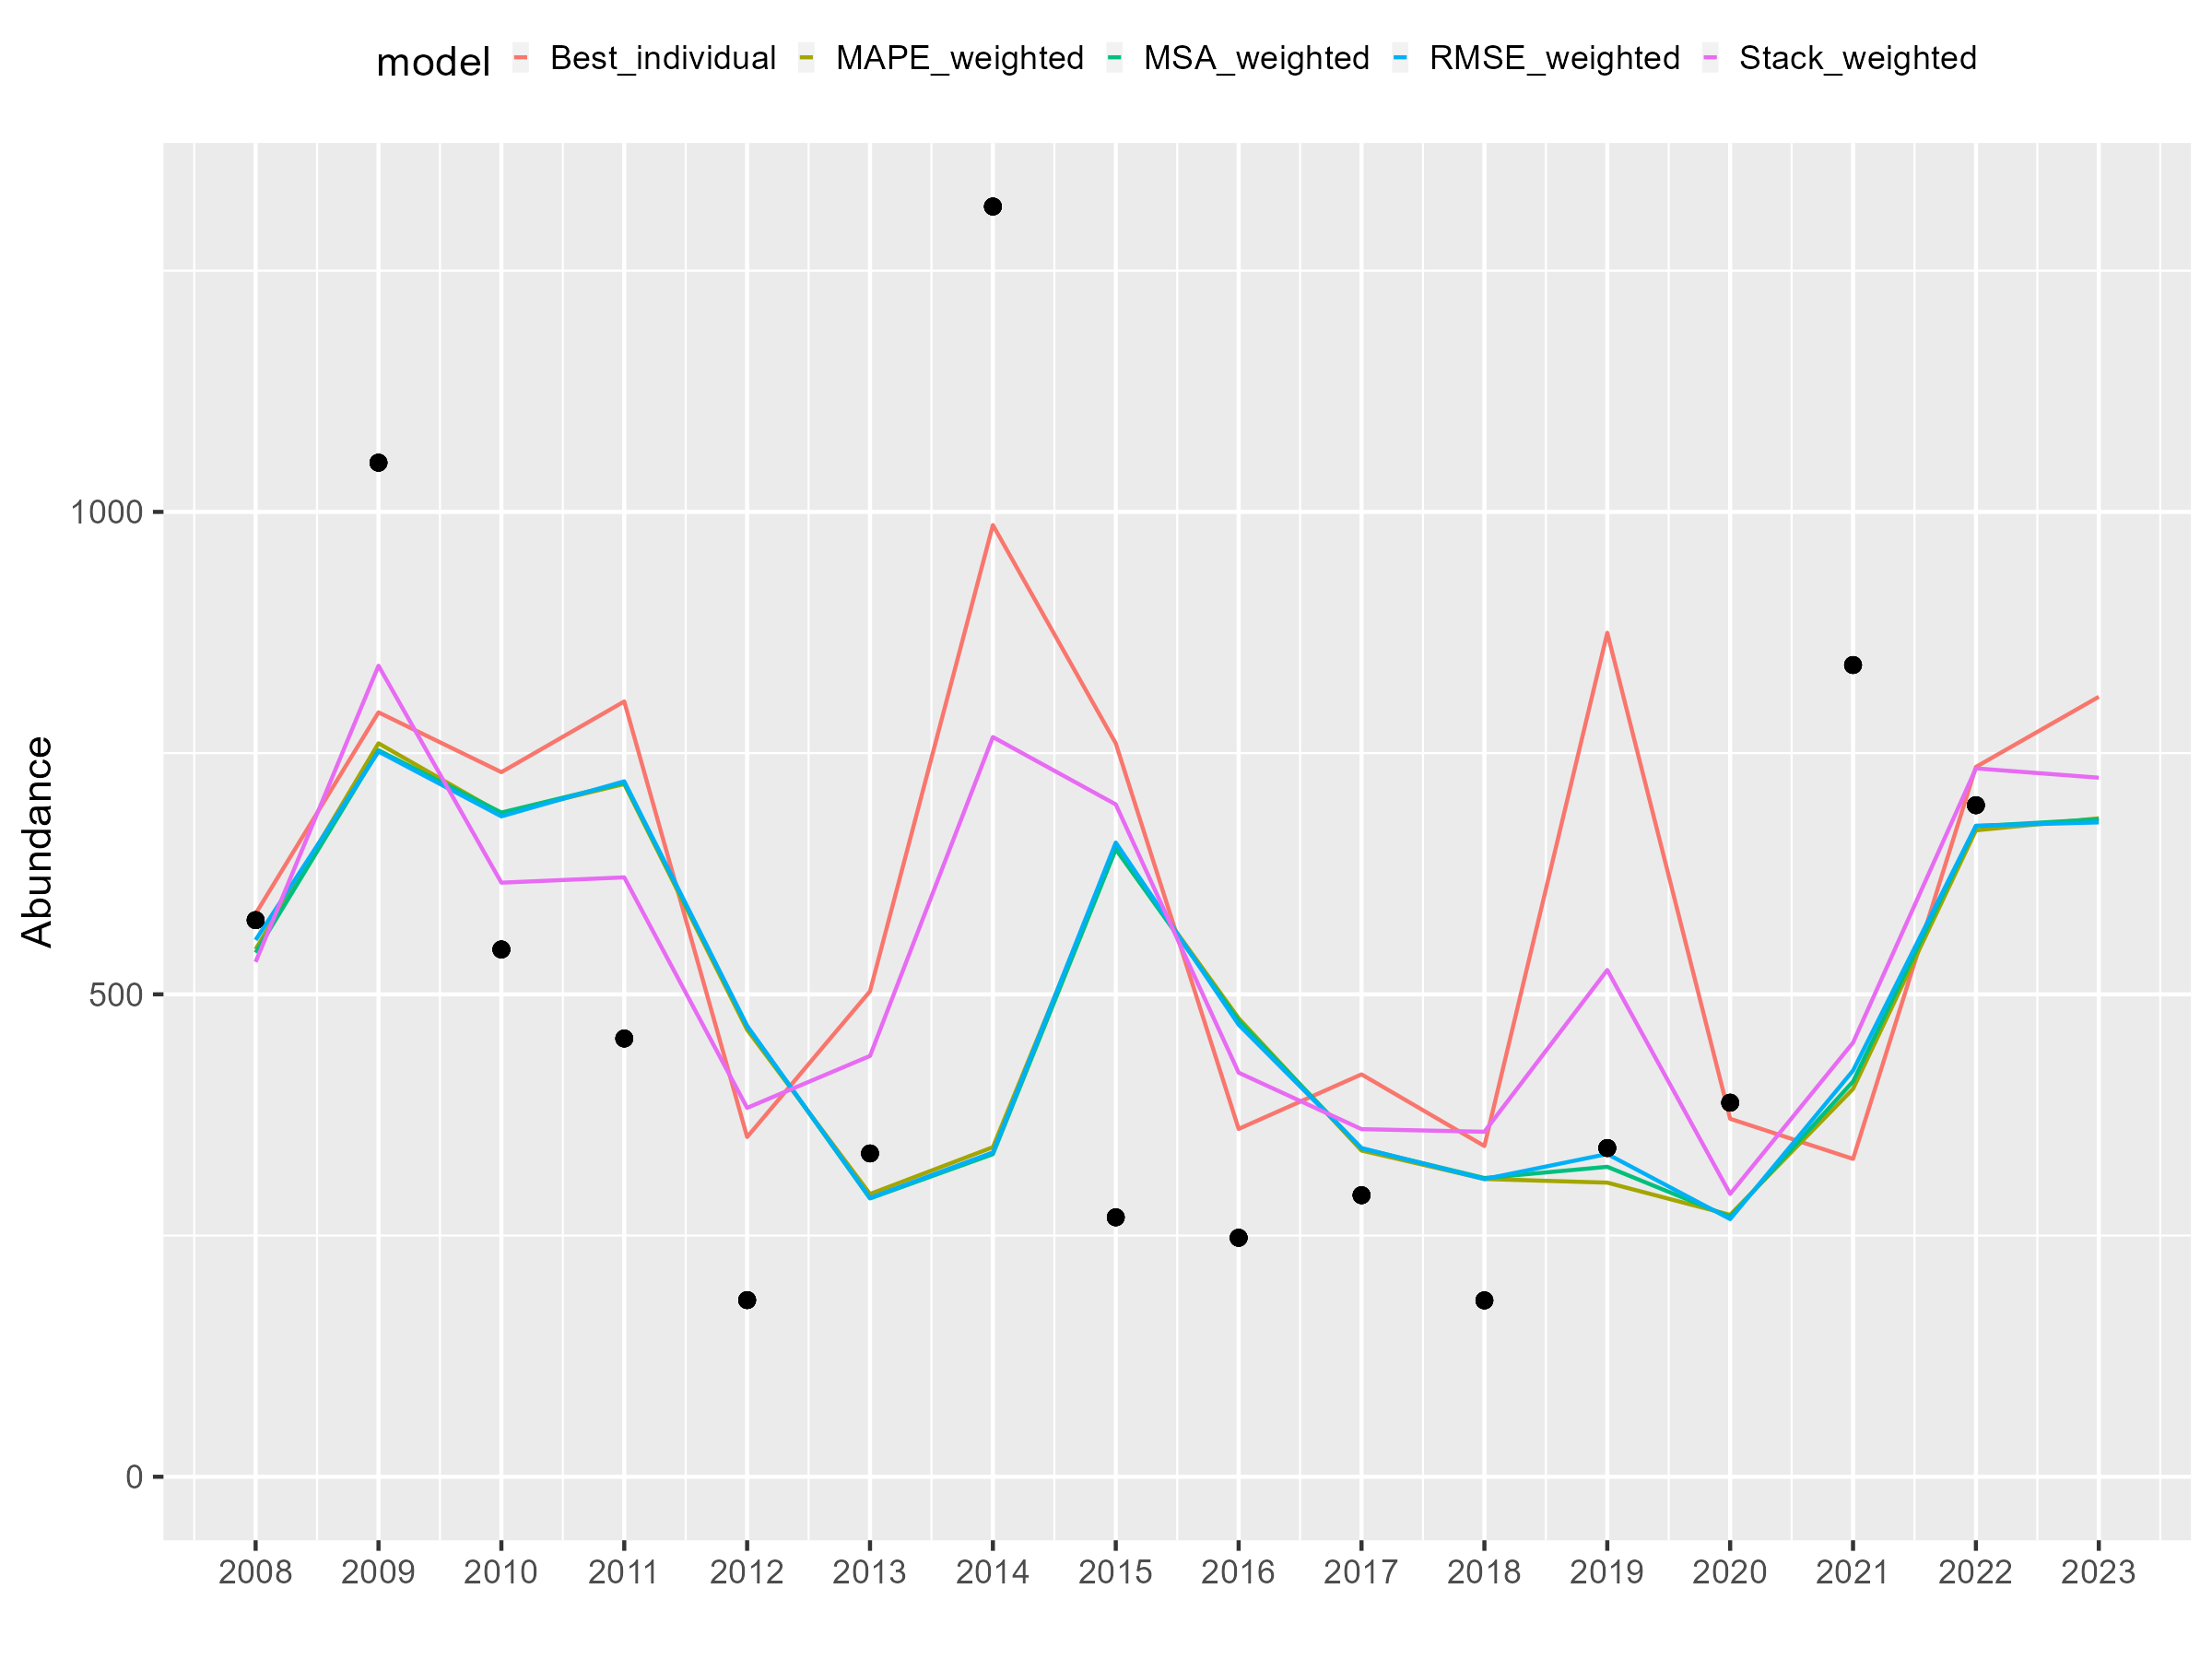 model Best_individual MAPE_weighted MSA_weighted RMSE_weighted Stack_weighted
Abundance
1000
500
0
2008 2009 2010 2011 2012 2013 2014 2015 2016 2017 2018 2019 2020 2021 2022 2023